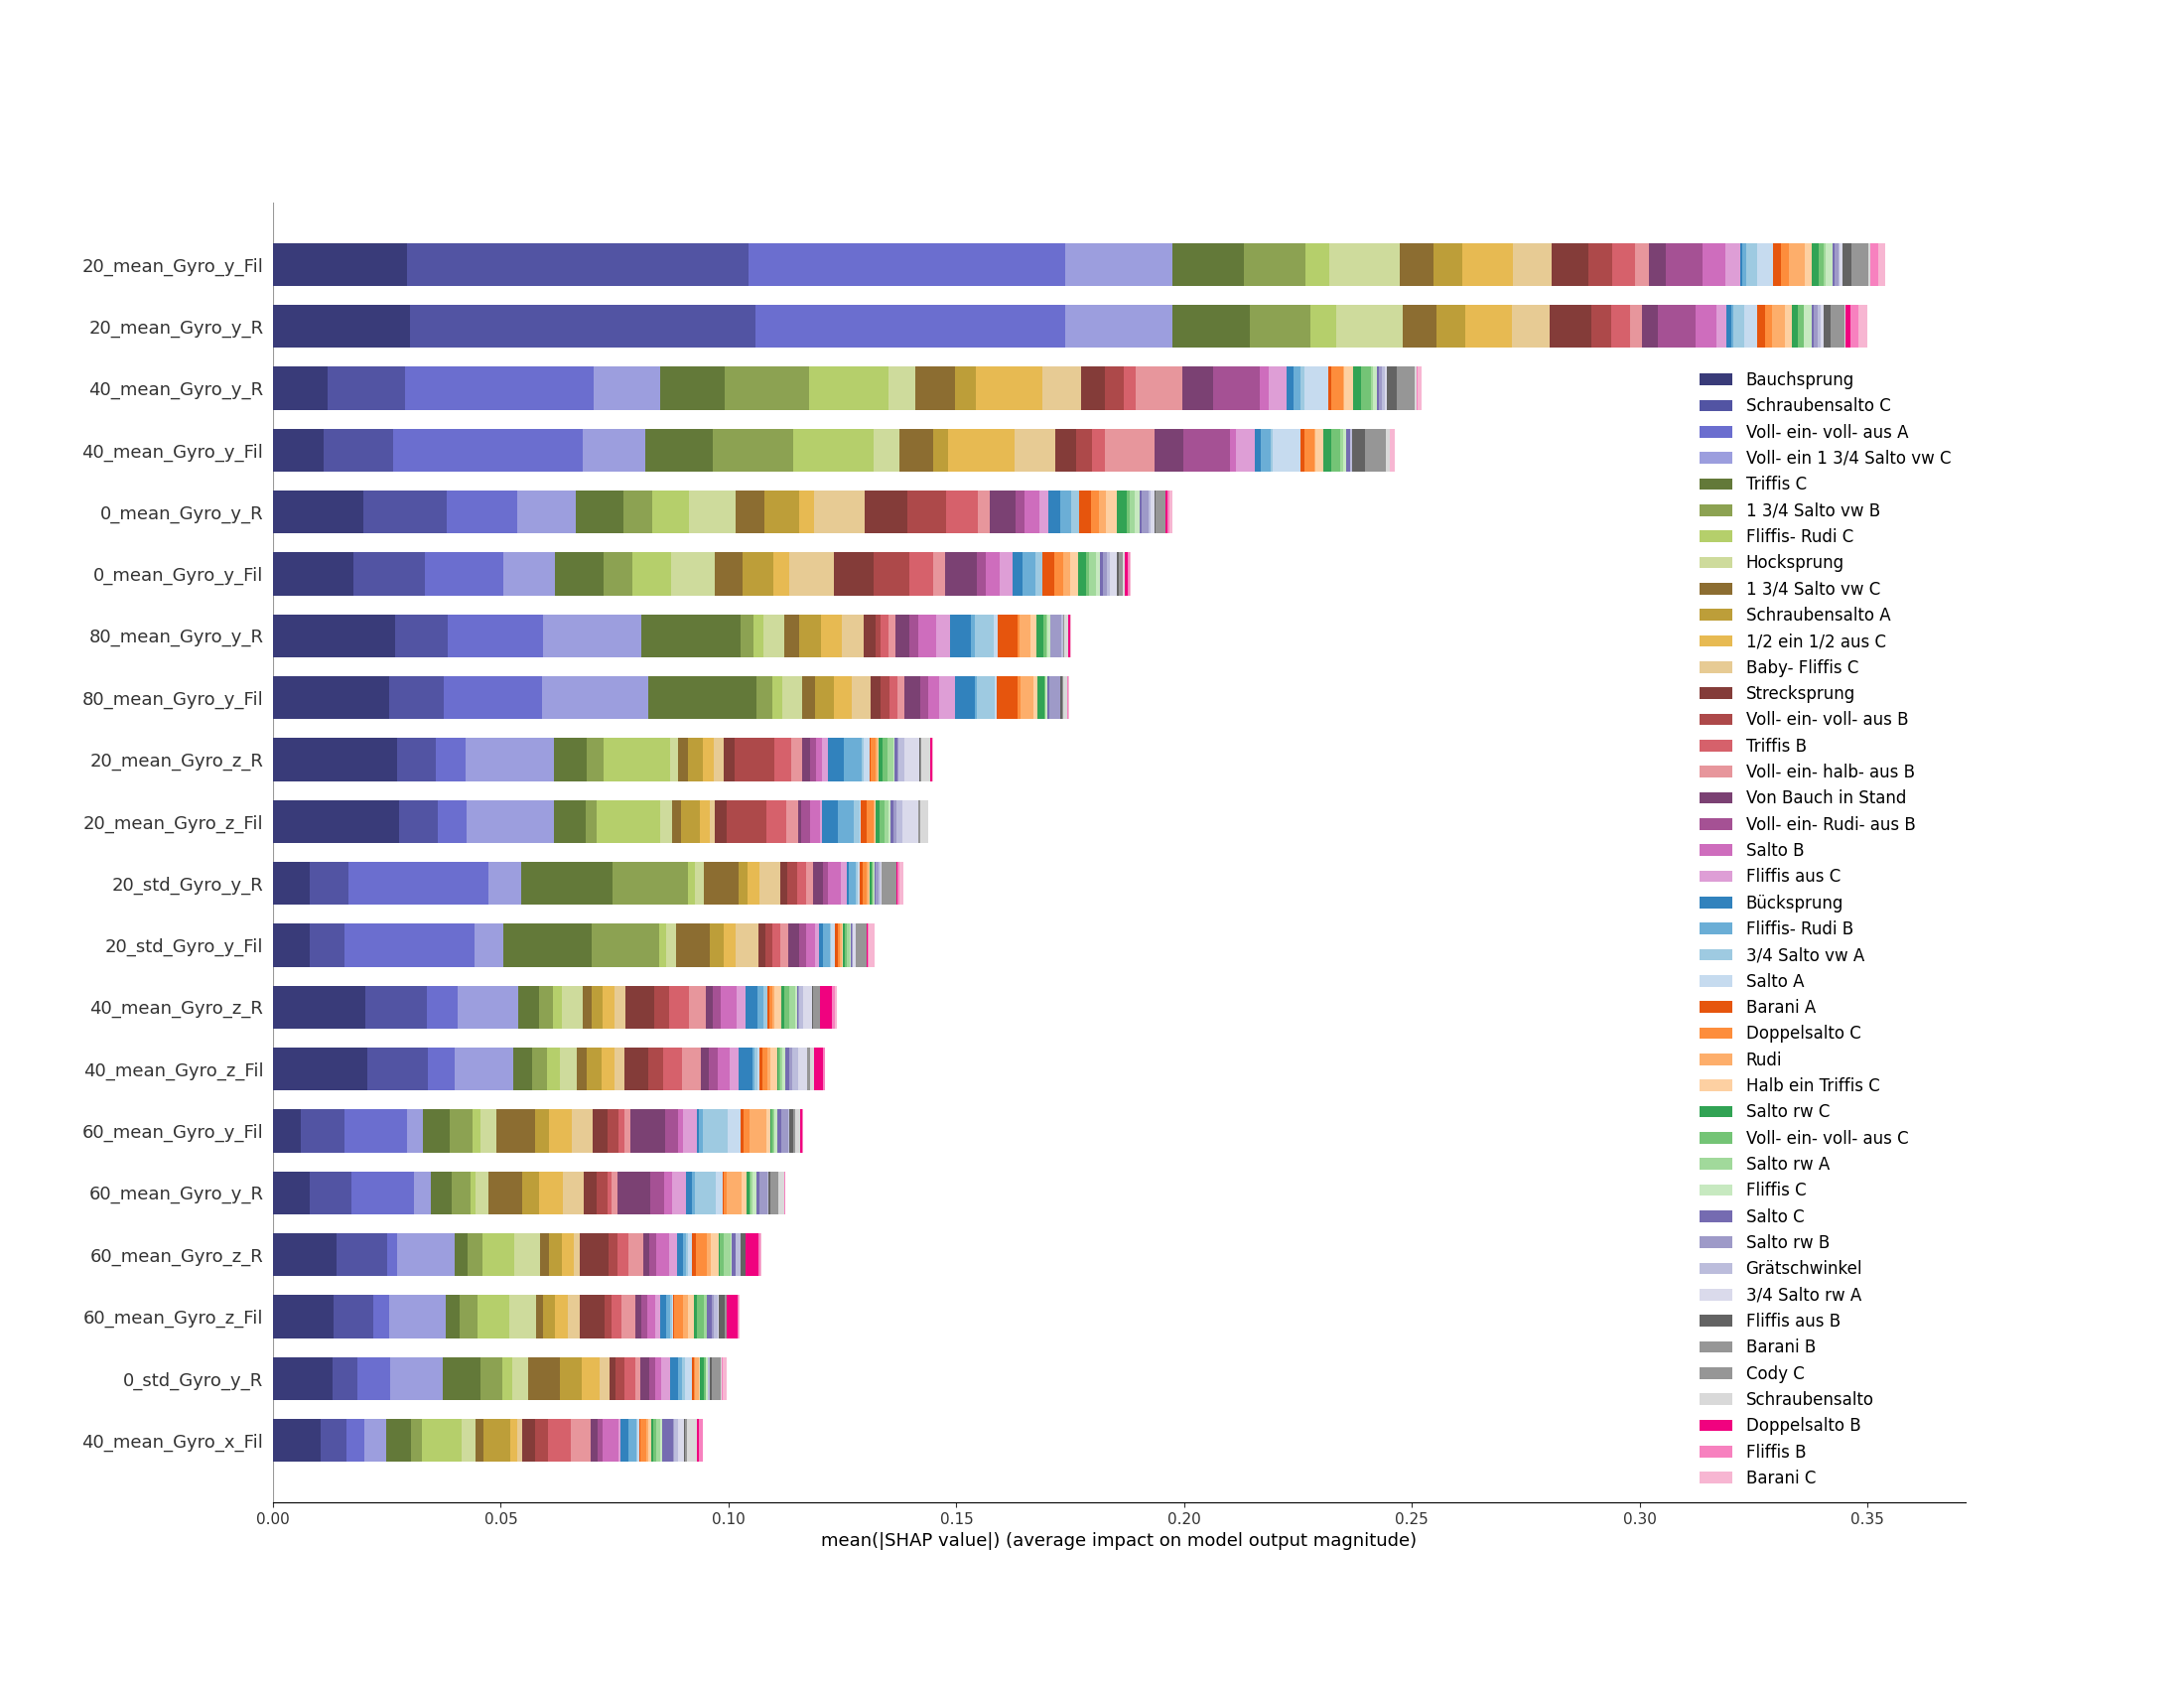 20_mean_Gyro_y_Fil
20_mean_Gyro_y_R
40_mean_Gyro_y_R
40_mean_Gyro_y_Fil
0_mean_Gyro_y_R
0_mean_Gyro_y_Fil
80_mean_Gyro_y_R
80_mean_Gyro_y_Fil
20_mean_Gyro_z_R
20_mean_Gyro_z_Fil
20_std_Gyro_y_R
20_std_Gyro_y_Fil
40_mean_Gyro_z_R
40_mean_Gyro_z_Fil
60_mean_Gyro_y_Fil
60_mean_Gyro_y_R
60_mean_Gyro_z_R
60_mean_Gyro_z_Fil
0_std_Gyro_y_R
40_mean_Gyro_x_Fil
Bauchsprung
Schraubensalto C
Voll- ein- voll- aus A
Voll- ein 1 3/4 Salto vw C
Triffis C
1 3/4 Salto vw B
Fliffis- Rudi C
Hocksprung
1 3/4 Salto vw C
Schraubensalto A
1/2 ein 1/2 aus C
Baby- Fliffis C
Strecksprung
Voll- ein- voll- aus B
Triffis B
Voll- ein- halb- aus B
Von Bauch in Stand
Voll- ein- Rudi- aus B
Salto B
Fliffis aus C
Bücksprung
Fliffis- Rudi B
3/4 Salto vw A
Salto A
Barani A
Doppelsalto C
Rudi
Halb ein Triffis C
Salto rw C
Voll- ein- voll- aus C
Salto rw A
Fliffis C
Salto C
Salto rw B
Grätschwinkel
3/4 Salto rw A
Fliffis aus B
Barani B
Cody C
Schraubensalto
Doppelsalto B
Fliffis B
Barani C
0.00 0.05 0.10 0.15 0.20 0.25 0.30 0.35
mean(|SHAP value|) (average impact on model output magnitude)